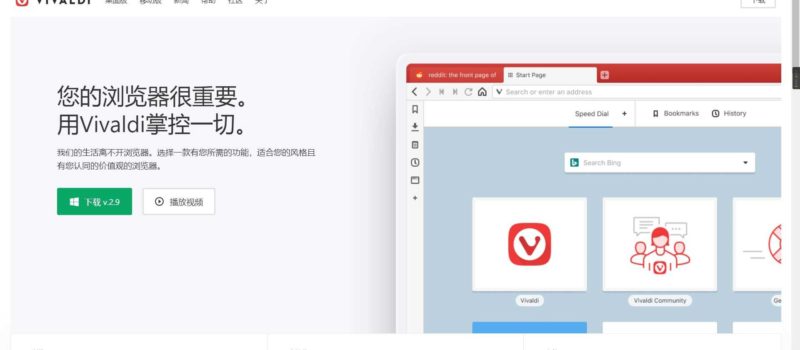 VIVALDI 桌面版 移动版 新闻 帮助 社区 关于 下载
您的浏览器很重要。
用Vivaldi掌控一切。
我们的生活离不开浏览器。选择一款有您所需的功能，适合您的风格且
有您认同的价值观的浏览器。
下载 v.2.9
播放视频
reddit: the front page of
Start Page
Search or enter an address
Speed Dial
Bookmarks
History
Search Bing
Vivaldi
Vivaldi Community
Ge